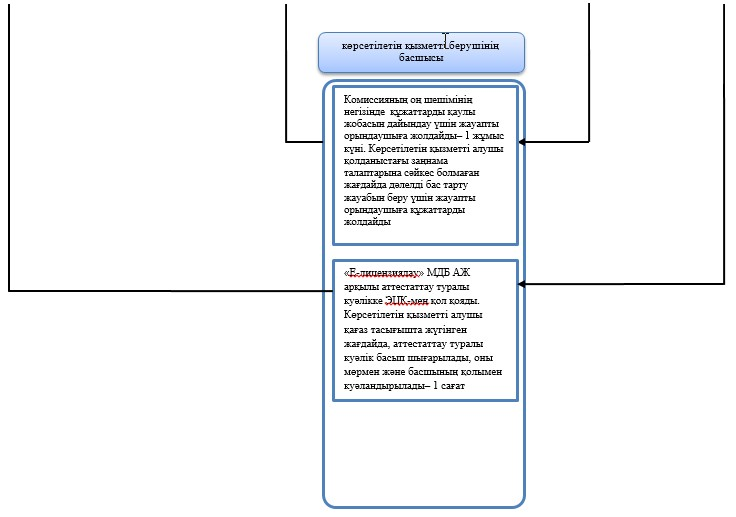 көрсетілетін қызметті берушінің
басшысы
Комиссияның оң шешімінің
негізінде құжаттарды қаулы
жобасын дайындау үшін жауапты
орындаушыға жолдайды– 1 жұмыс
күні. Көрсетілетін қызметті алушы
қолданыстағы заңнама
талаптарына сәйкес болмаған
жағдайда дәлелді бас тарту
жауабын беру үшін жауапты
орындаушыға құжаттарды
жолдайды
«Е-лицензиялау» МДБ АЖ
арқылы аттестаттау туралы
куәлікке ЭЦК-мен қол қояды.
Көрсетілетін қызметті алушы
қағаз тасығышта жүгінген
жағдайда, аттестаттау туралы
куәлік басып шығарылады, оны
мөрмен және басшының қолымен
куәландырылады– 1 сағат